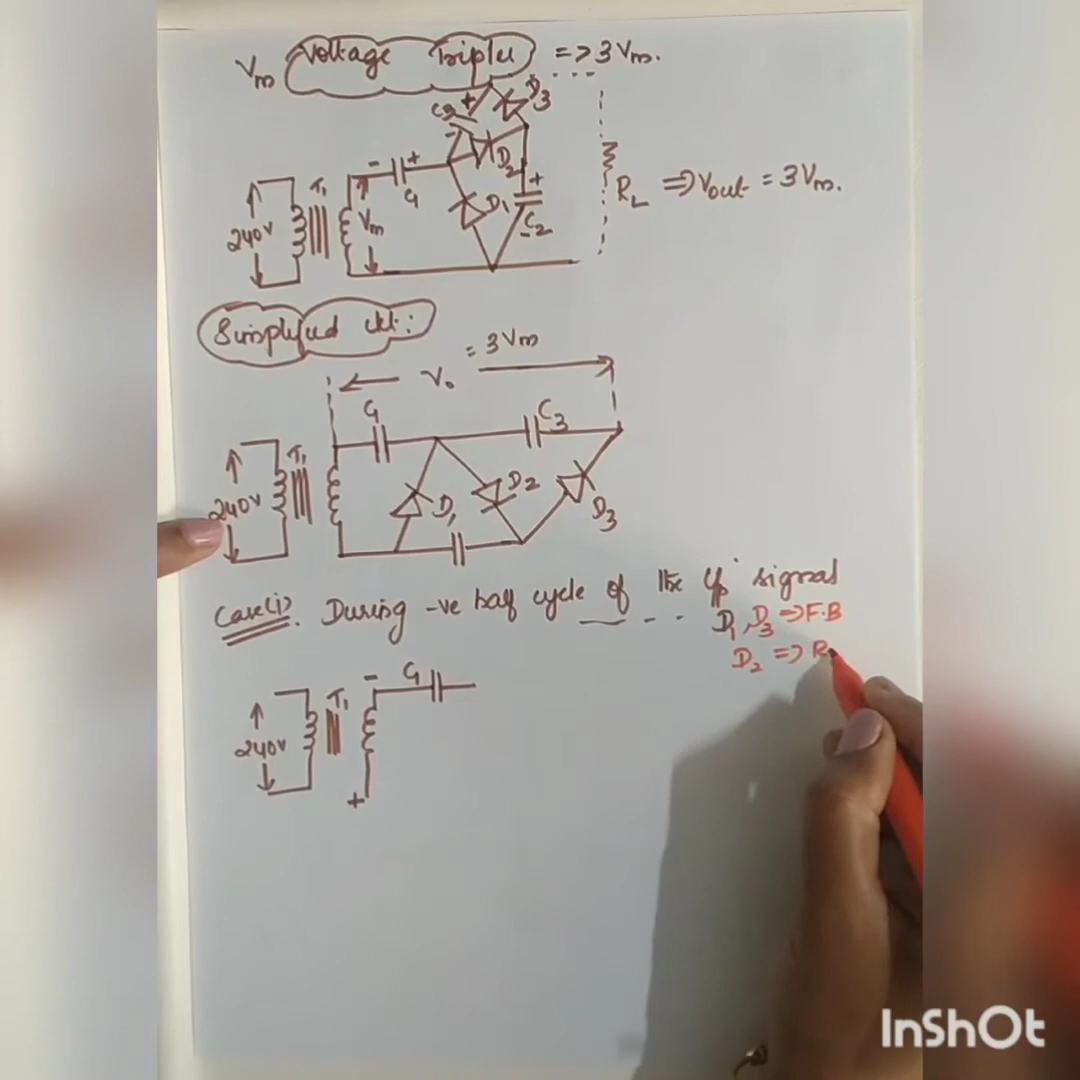 Vm Voltage Tripler => 3Vm.
C3 + D3
-
- + D2 +
C1 D1 C2 -
T1 Vm
240V
RL => Vout = 3Vm.
Simplified ckt:
= 3Vm
V₀
C1 C3
T1 240V D1 D2 D3
Case(i). During -ve half cycle of the i/p signal
D1, D3 => F.B
D2 => R
- C1
T1
240V
+
InShOt